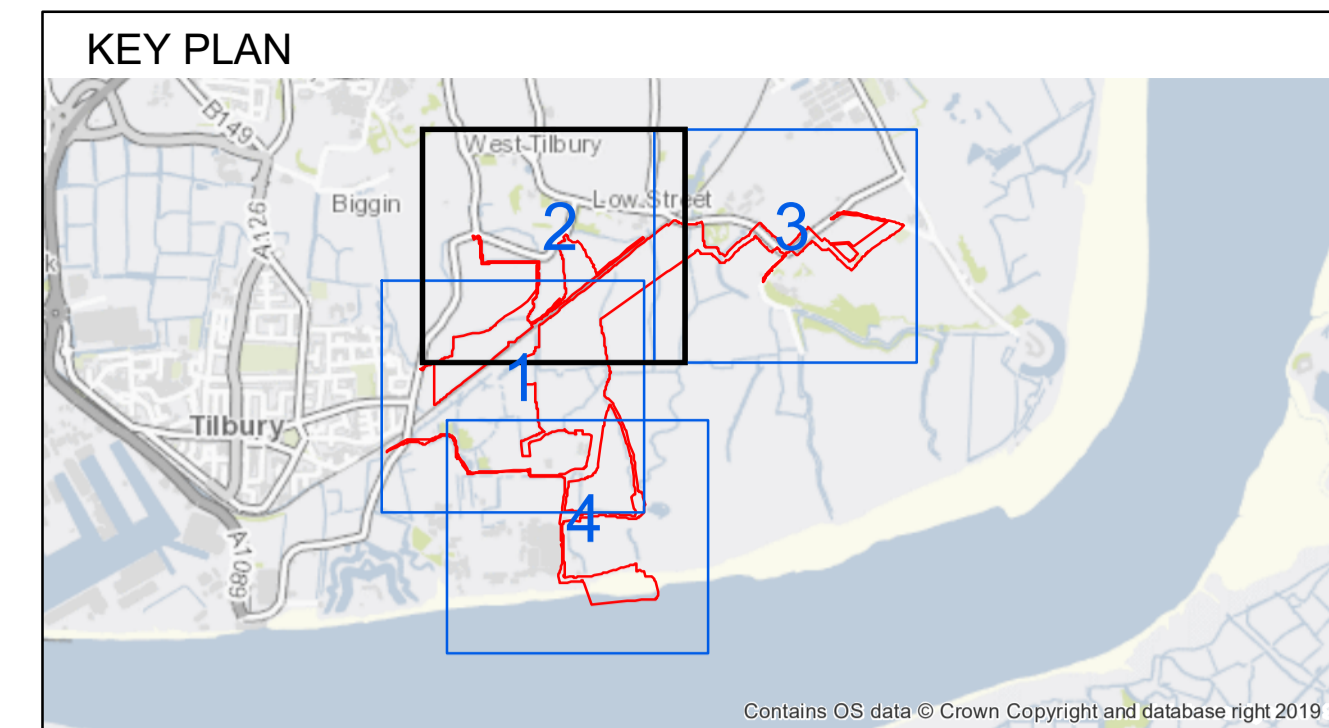 KEY PLAN
B149
West Tilbury
Biggin
Low Street
A126
2
3
1
Tilbury
4
A1089
Contains OS data © Crown Copyright and database right 2019